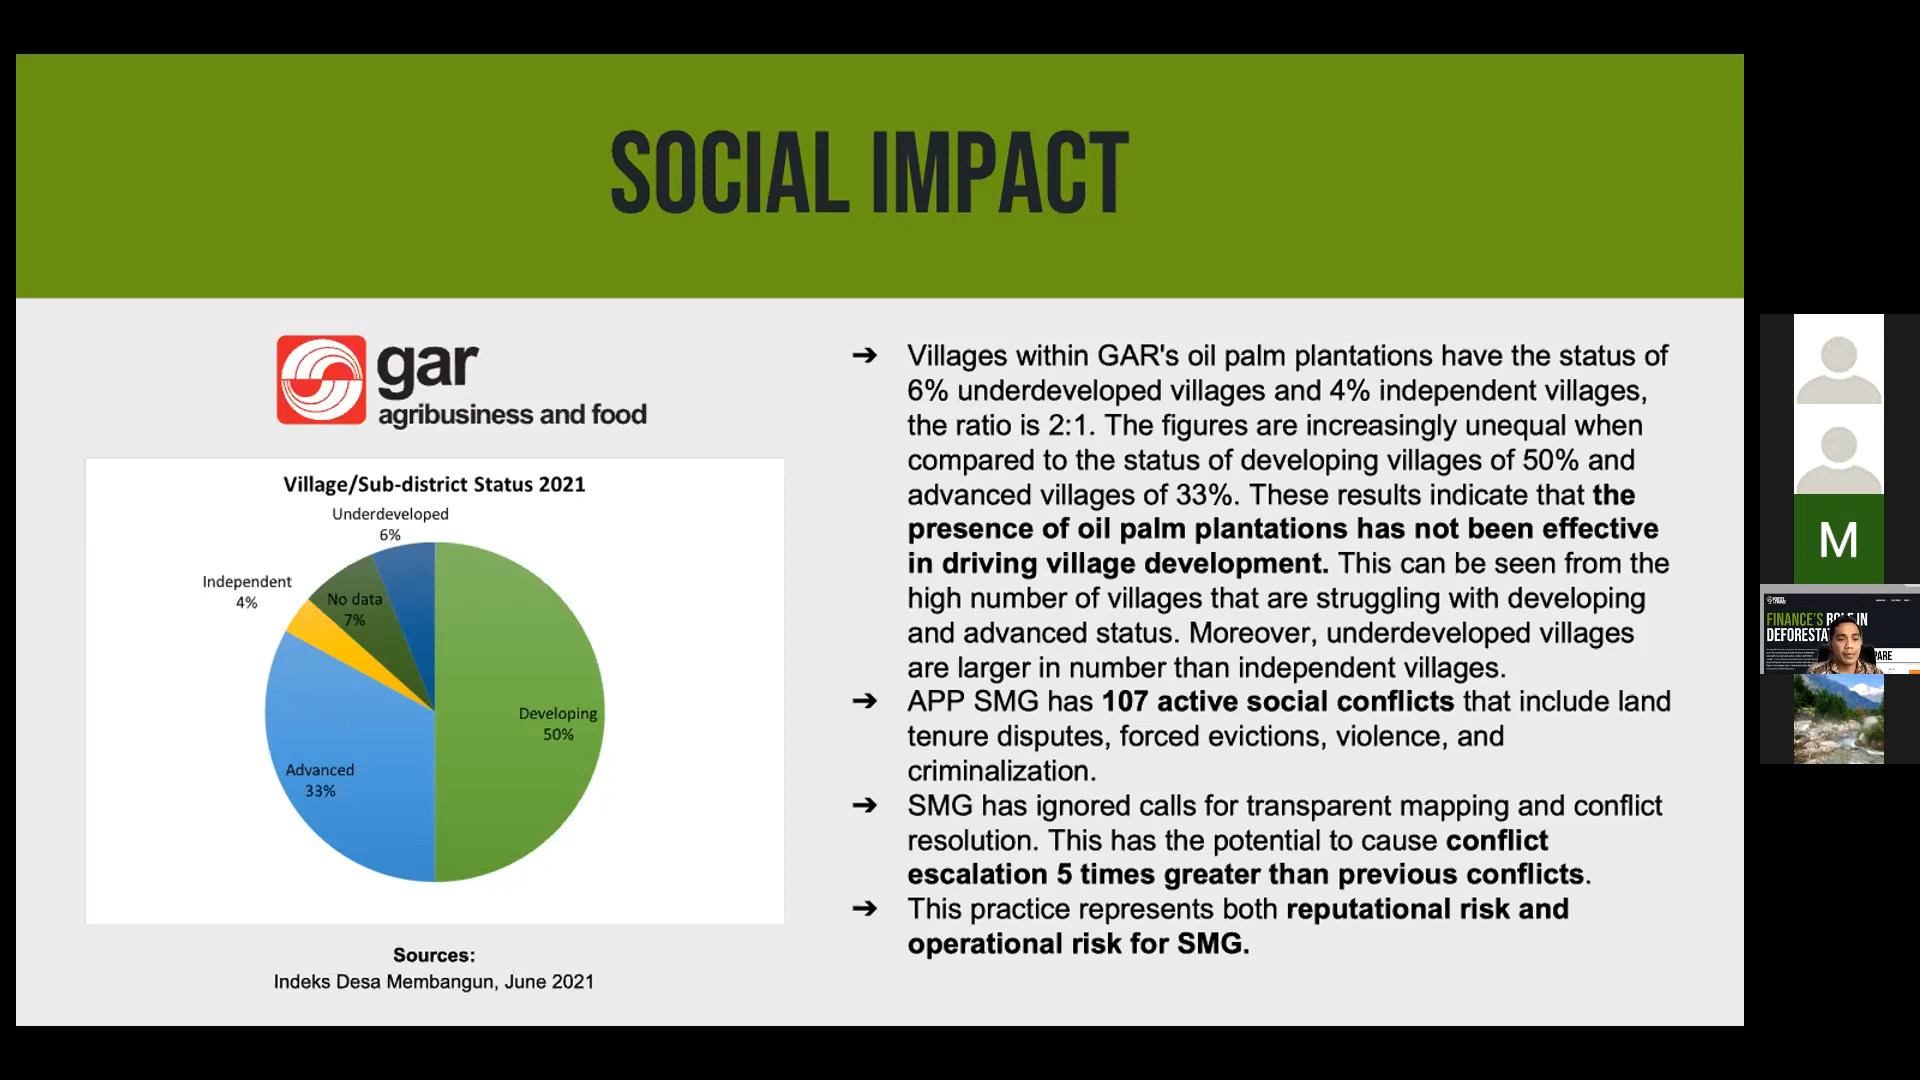 SOCIAL IMPACT
gar
agribusiness and food
Village/Sub-district Status 2021
Underdeveloped
6%
Independent
4%
No data
7%
Developing
50%
Advanced
33%
Sources:
Indeks Desa Membangun, June 2021
➔ Villages within GAR's oil palm plantations have the status of
6% underdeveloped villages and 4% independent villages,
the ratio is 2:1. The figures are increasingly unequal when
compared to the status of developing villages of 50% and
advanced villages of 33%. These results indicate that the
presence of oil palm plantations has not been effective
in driving village development. This can be seen from the
high number of villages that are struggling with developing
and advanced status. Moreover, underdeveloped villages
are larger in number than independent villages.
➔ APP SMG has 107 active social conflicts that include land
tenure disputes, forced evictions, violence, and
criminalization.
➔ SMG has ignored calls for transparent mapping and conflict
resolution. This has the potential to cause conflict
escalation 5 times greater than previous conflicts.
➔ This practice represents both reputational risk and
operational risk for SMG.
M
FINANCE'S IN